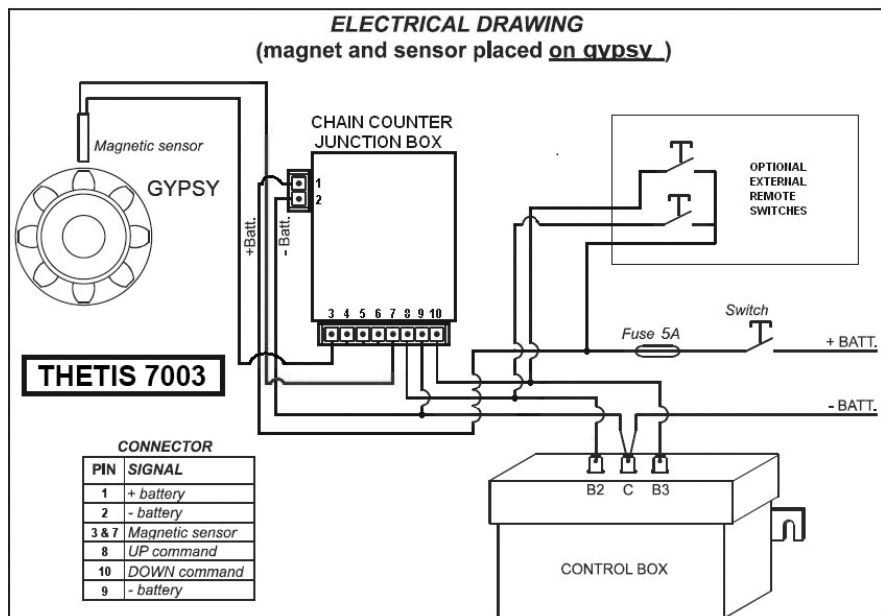 ELECTRICAL DRAWING
(magnet and sensor placed on gypsy )
Magnetic sensor
GYPSY
CHAIN COUNTER
JUNCTION BOX
1
2
+Batt.
- Batt.
3 4 5 6 7 8 9 10
OPTIONAL
EXTERNAL
REMOTE
SWITCHES
Fuse 5A
Switch
+ BATT.
- BATT.
THETIS 7003
CONNECTOR
PIN SIGNAL
1 + battery
2 - battery
3 & 7 Magnetic sensor
8 UP command
10 DOWN command
9 - battery
B2 C B3
CONTROL BOX